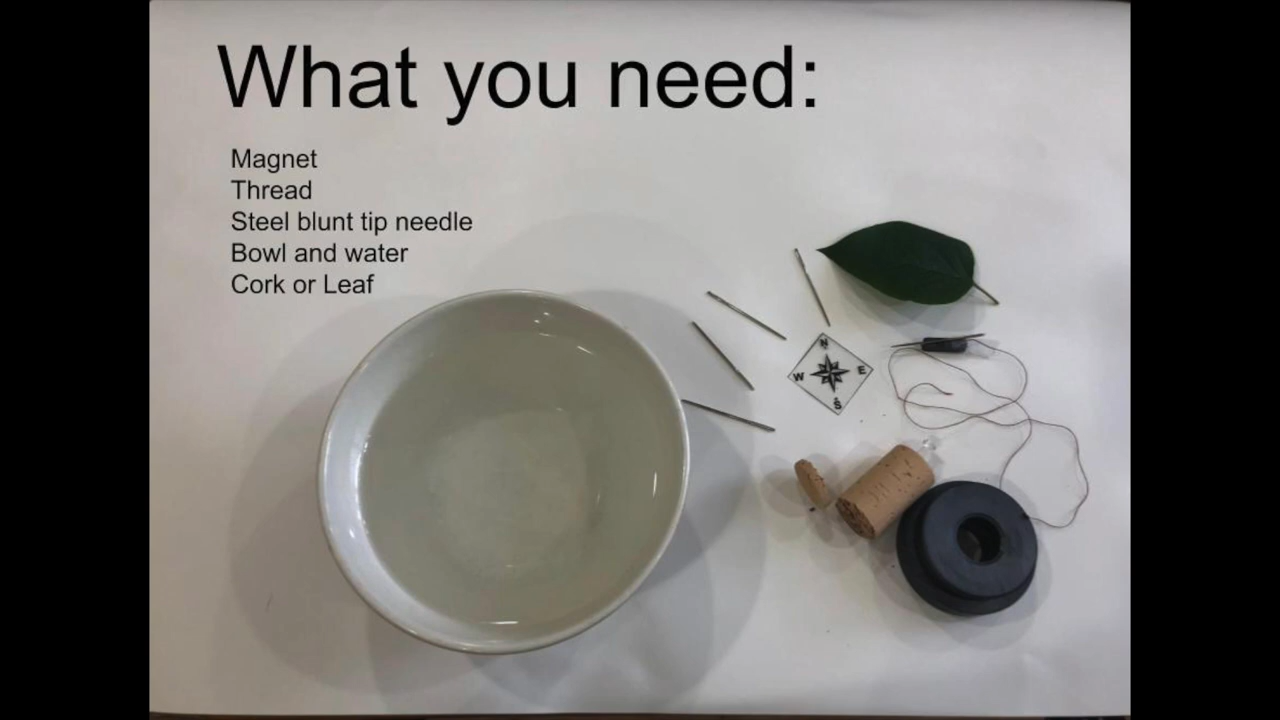 What you need:
Magnet
Thread
Steel blunt tip needle
Bowl and water
Cork or Leaf
N
W E
S